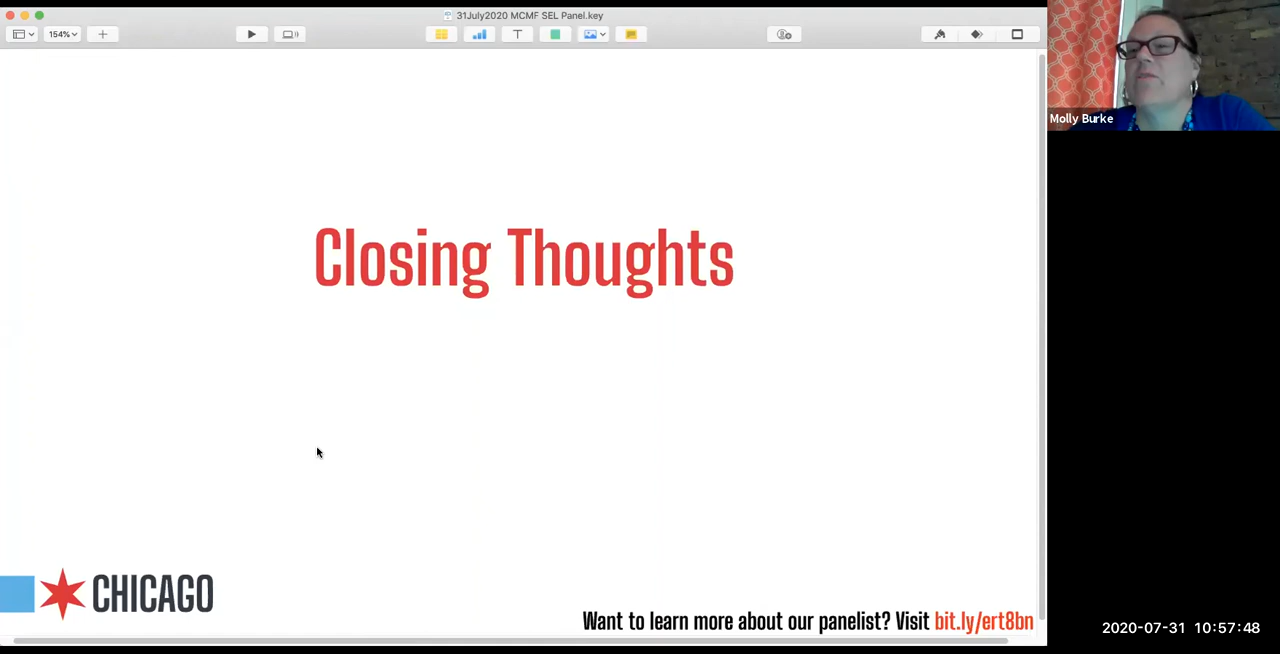 31July2020 MCMF SEL Panel.key
154%
Molly Burke
Closing Thoughts
CHICAGO
Want to learn more about our panelist? Visit bit.ly/ert8bn
2020-07-31 10:57:48